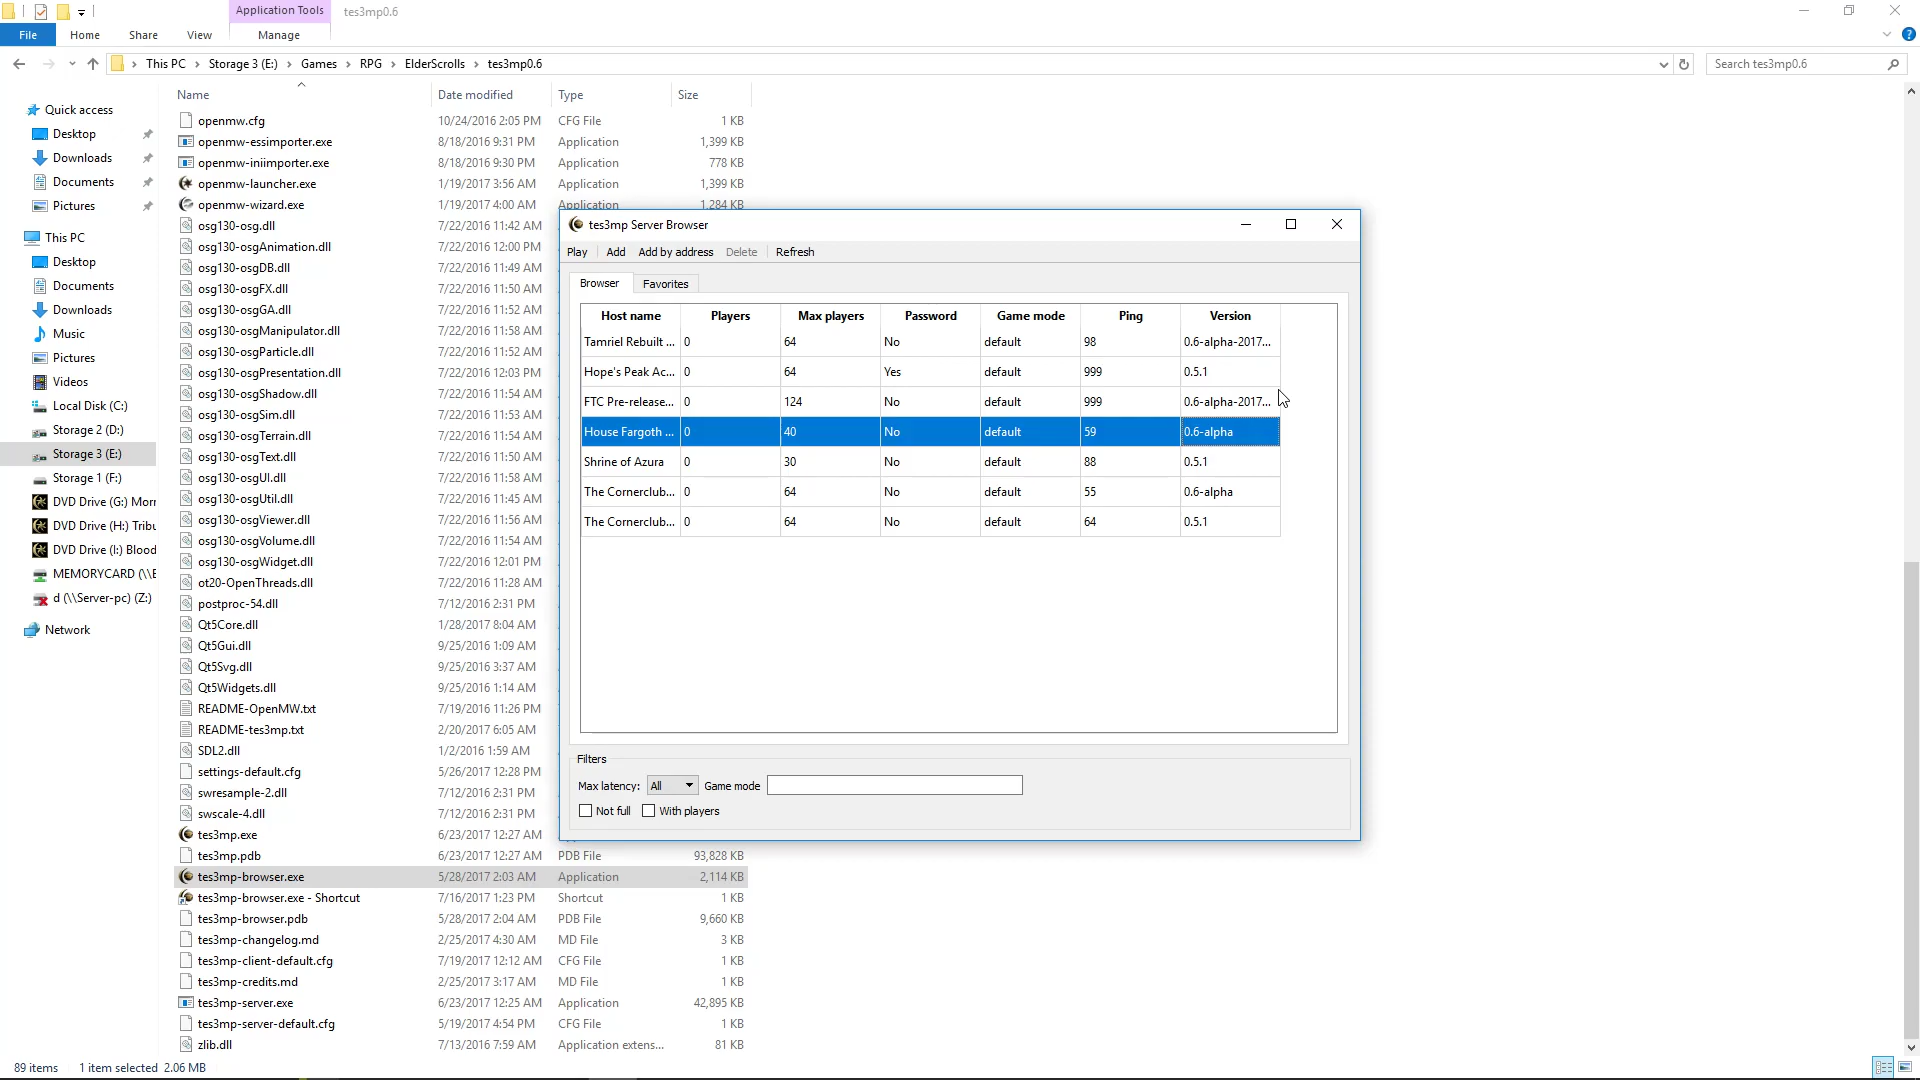 Application Tools
tes3mp0.6
File
Home
Share
View
Manage
This PC > Storage 3 (E:) > Games > RPG > ElderScrolls > tes3mp0.6
Search tes3mp0.6
Quick access
Desktop
Downloads
Documents
Pictures
This PC
Desktop
Documents
Downloads
Music
Pictures
Videos
Local Disk (C:)
Storage 2 (D:)
Storage 3 (E:)
Storage 1 (F:)
DVD Drive (G:) Morr
DVD Drive (H:) Tribu
DVD Drive (I:) Blood
MEMORYCARD (\\E
d (\\Server-pc) (Z:)
Network
Name Date modified Type Size
openmw.cfg 10/24/2016 2:05 PM CFG File 1 KB
openmw-essimporter.exe 8/18/2016 9:31 PM Application 1,399 KB
openmw-iniimporter.exe 8/18/2016 9:30 PM Application 778 KB
openmw-launcher.exe 1/19/2017 3:56 AM Application 1,399 KB
openmw-wizard.exe 1/19/2017 4:00 AM Application 1,284 KB
osg130-osg.dll 7/22/2016 11:42 AM
osg130-osgAnimation.dll 7/22/2016 12:00 PM
osg130-osgDB.dll 7/22/2016 11:49 AM
osg130-osgFX.dll 7/22/2016 11:50 AM
osg130-osgGA.dll 7/22/2016 11:52 AM
osg130-osgManipulator.dll 7/22/2016 11:58 AM
osg130-osgParticle.dll 7/22/2016 11:52 AM
osg130-osgPresentation.dll 7/22/2016 12:03 PM
osg130-osgShadow.dll 7/22/2016 11:54 AM
osg130-osgSim.dll 7/22/2016 11:53 AM
osg130-osgTerrain.dll 7/22/2016 11:54 AM
osg130-osgText.dll 7/22/2016 11:50 AM
osg130-osgUI.dll 7/22/2016 11:58 AM
osg130-osgUtil.dll 7/22/2016 11:45 AM
osg130-osgViewer.dll 7/22/2016 11:56 AM
osg130-osgVolume.dll 7/22/2016 11:54 AM
osg130-osgWidget.dll 7/22/2016 12:01 PM
ot20-OpenThreads.dll 7/22/2016 11:28 AM
postproc-54.dll 7/12/2016 2:31 PM
Qt5Core.dll 1/28/2017 8:04 AM
Qt5Gui.dll 9/25/2016 1:09 AM
Qt5Svg.dll 9/25/2016 3:37 AM
Qt5Widgets.dll 9/25/2016 1:14 AM
README-OpenMW.txt 7/19/2016 11:26 PM
README-tes3mp.txt 2/20/2017 6:05 AM
SDL2.dll 1/2/2016 1:59 AM
settings-default.cfg 5/26/2017 12:28 PM
swresample-2.dll 7/12/2016 2:31 PM
swscale-4.dll 7/12/2016 2:31 PM
tes3mp.exe 6/23/2017 12:27 AM
tes3mp.pdb 6/23/2017 12:27 AM PDB File 93,828 KB
tes3mp-browser.exe 5/28/2017 2:03 AM Application 2,114 KB
tes3mp-browser.exe - Shortcut 7/16/2017 1:23 PM Shortcut 1 KB
tes3mp-browser.pdb 5/28/2017 2:04 AM PDB File 9,660 KB
tes3mp-changelog.md 2/25/2017 4:30 AM MD File 3 KB
tes3mp-client-default.cfg 7/19/2017 12:12 AM CFG File 1 KB
tes3mp-credits.md 2/25/2017 3:17 AM MD File 1 KB
tes3mp-server.exe 6/23/2017 12:25 AM Application 42,895 KB
tes3mp-server-default.cfg 5/19/2017 4:54 PM CFG File 1 KB
zlib.dll 7/13/2016 7:59 AM Application extens... 81 KB
tes3mp Server Browser
Play Add Add by address Delete Refresh
Browser Favorites
Host name Players Max players Password Game mode Ping Version
Tamriel Rebuilt ... 0 64 No default 98 0.6-alpha-2017...
Hope's Peak Ac... 0 64 Yes default 999 0.5.1
FTC Pre-release... 0 124 No default 999 0.6-alpha-2017...
House Fargoth ... 0 40 No default 59 0.6-alpha
Shrine of Azura 0 30 No default 88 0.5.1
The Cornerclub... 0 64 No default 55 0.6-alpha
The Cornerclub... 0 64 No default 64 0.5.1
Filters
Max latency: All Game mode
Not full With players
89 items 1 item selected 2.06 MB